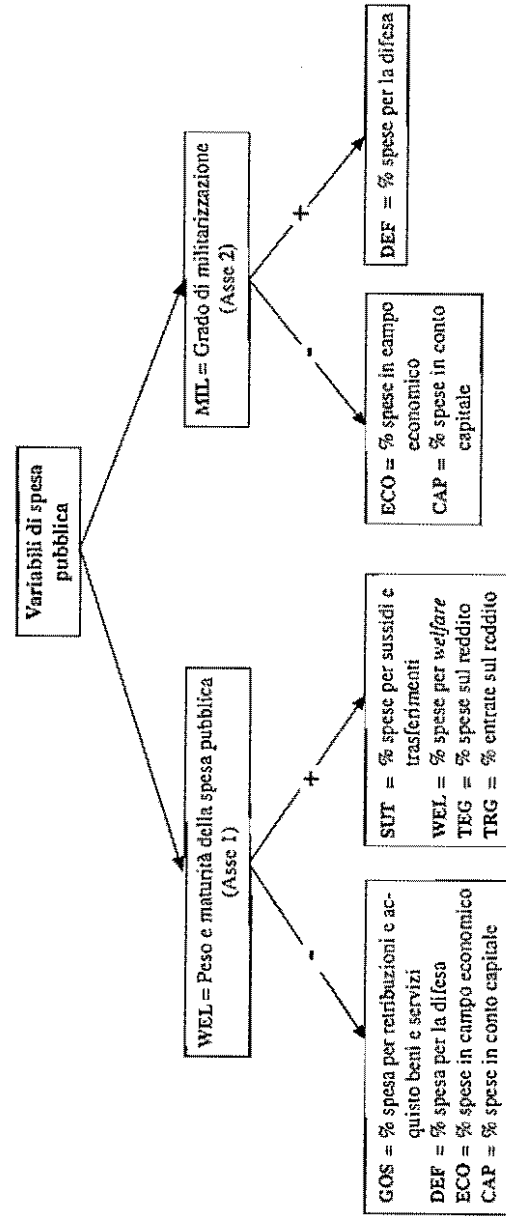 Variabili di spesa
pubblica
WEL = Peso e maturità della spesa pubblica
(Asse 1)
MIL = Grado di militarizzazione
(Asse 2)
-
+
-
+
GOS = % spesa per retribuzioni e ac-
quisto beni e servizi
DEF = % spesa per la difesa
ECO = % spese in campo economico
CAP = % spese in conto capitale
SUT = % spese per sussidi e
trasferimenti
WEL = % spese per welfare
TEG = % spese sul reddito
TRG = % entrate sul reddito
ECO = % spese in campo
economico
CAP = % spese in conto
capitale
DEF = % spese per la difesa